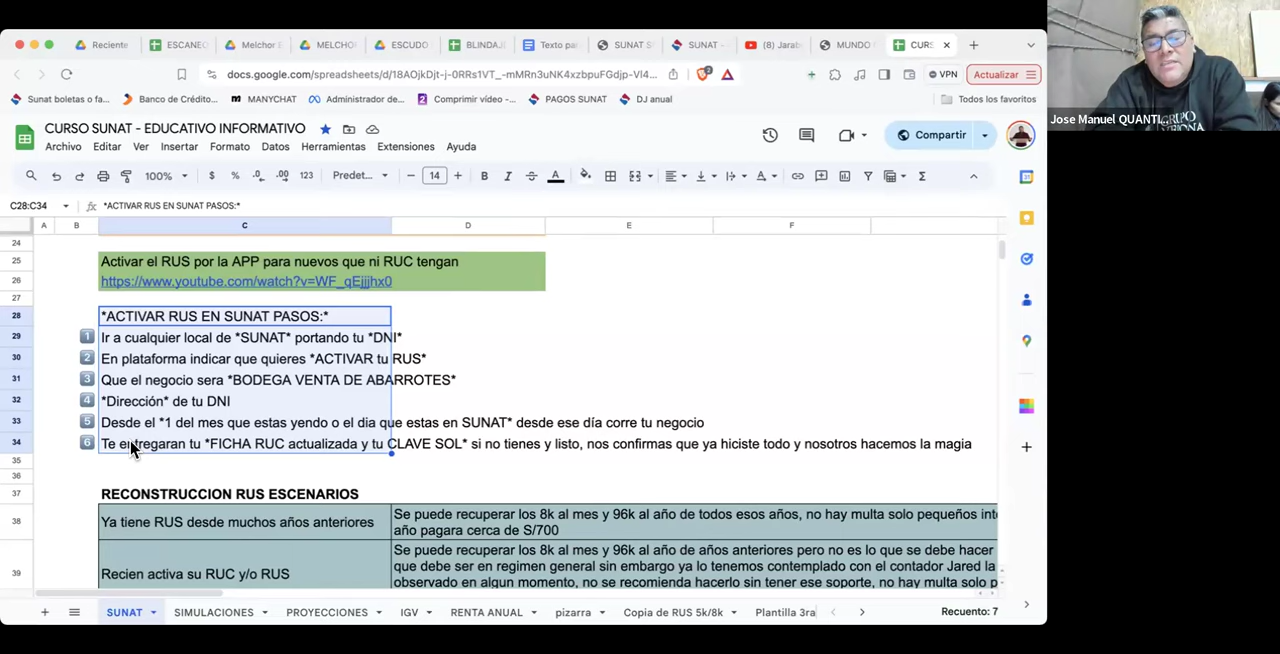 Reciente
ESCANEO
Melchor E
MELCHO
ESCUDO
BLINDAJE
Texto par
SUNAT S
SUNAT -
(8) Jarab
MUNDO
CURS
docs.google.com/spreadsheets/d/18AOjkDjt-j-0REs1VT_-mMRn3uNK4xzbpuFGdjp-VI4...
VPN
Actualizar
Sunat boletas o fa...
Banco de Crédito...
MANYCHAT
Administrador de...
Comprimir vídeo -...
PAGOS SUNAT
DJ anual
Todos los favoritos
Jose Manuel QUANTI...
CURSO SUNAT - EDUCATIVO INFORMATIVO
Compartir
Archivo Editar Ver Insertar Formato Datos Herramientas Extensiones Ayuda
100% $ % .0 .00 123 Predet... - 14 + B I A
C28:C34 fx *ACTIVAR RUS EN SUNAT PASOS:*
A B C D E F
24
25 Activar el RUS por la APP para nuevos que ni RUC tengan
26 https://www.youtube.com/watch?v=WF_qEjjjhx0
27
28 *ACTIVAR RUS EN SUNAT PASOS:*
29 1 Ir a cualquier local de *SUNAT* portando tu *DNI*
30 2 En plataforma indicar que quieres *ACTIVAR tu RUS*
31 3 Que el negocio sera *BODEGA VENTA DE ABARROTES*
32 4 *Dirección* de tu DNI
33 5 Desde el *1 del mes que estas yendo o el dia que estas en SUNAT* desde ese día corre tu negocio
34 6 Te entregaran tu *FICHA RUC actualizada y tu CLAVE SOL* si no tienes y listo, nos confirmas que ya hiciste todo y nosotros hacemos la magia
35
36
37 RECONSTRUCCION RUS ESCENARIOS
38 Ya tiene RUS desde muchos años anteriores
Se puede recuperar los 8k al mes y 96k al año de todos esos años, no hay multa solo pequeños int
año pagara cerca de S/700
39 Recien activa su RUC y/o RUS
Se puede recuperar los 8k al mes y 96k al año de años anteriores pero no es lo que se debe hacer
que debe ser en regimen general sin embargo ya lo tenemos contemplado con el contador Jared la
observado en algun momento, no se recomienda hacerlo sin tener ese soporte, no hay multa solo p
SUNAT SIMULACIONES PROYECCIONES IGV RENTA ANUAL pizarra Copia de RUS 5k/8k Plantilla 3ra
Recuento: 7